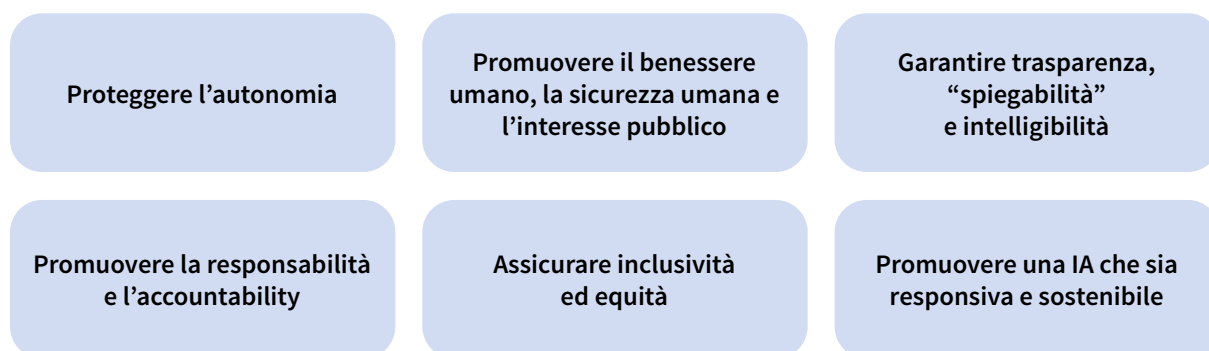 Proteggere l’autonomia
Promuovere il benessere
umano, la sicurezza umana e
l’interesse pubblico
Garantire trasparenza,
“spiegabilità”
e intelligibilità
Promuovere la responsabilità
e l’accountability
Assicurare inclusività
ed equità
Promuovere una IA che sia
responsiva e sostenibile